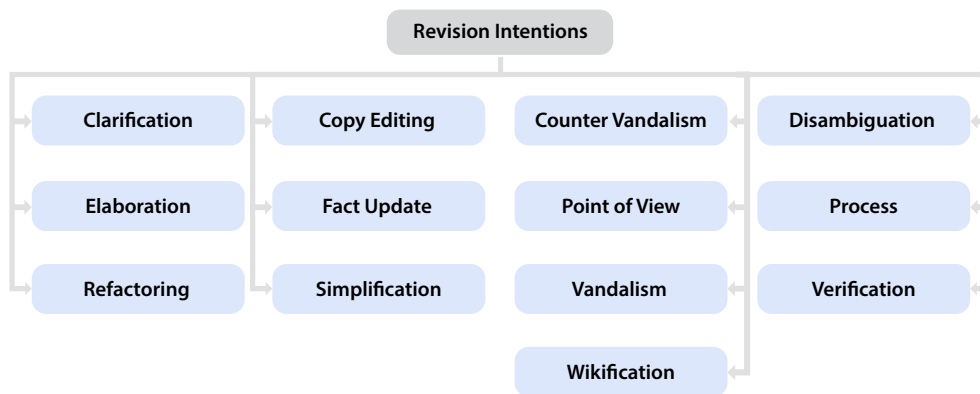 Revision Intentions
Clarification
Copy Editing
Counter Vandalism
Disambiguation
Elaboration
Fact Update
Point of View
Process
Refactoring
Simplification
Vandalism
Verification
Wikification